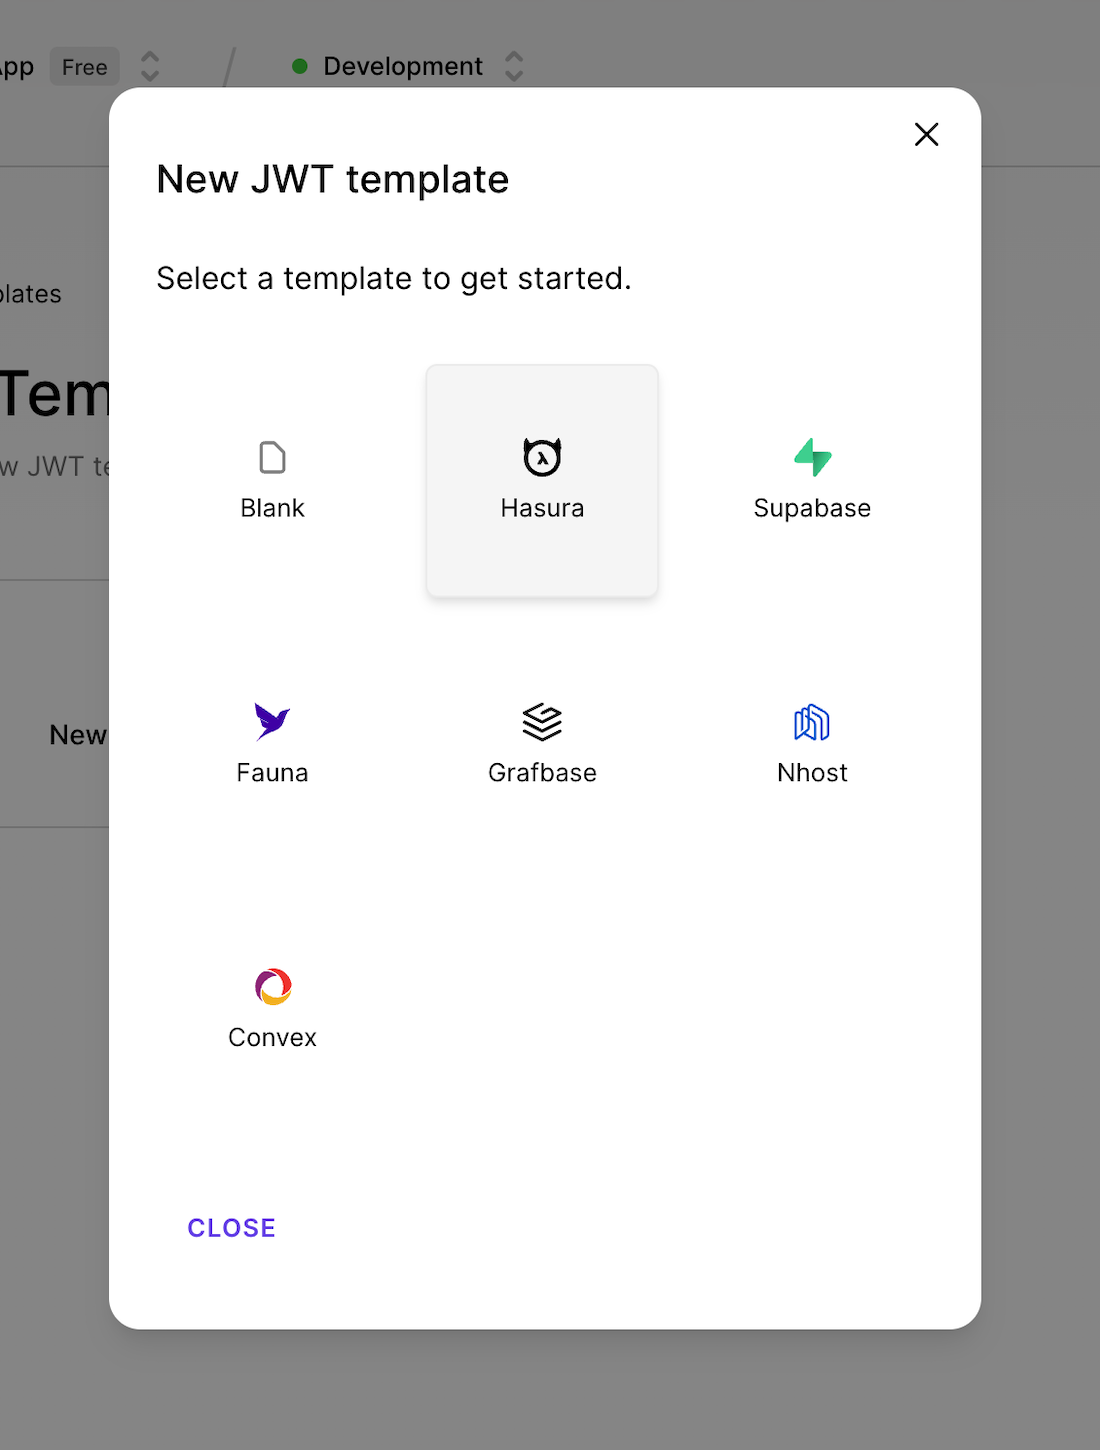 App Free / Development
New JWT template
Select a template to get started.
plates
Tem
w JWT te
Blank Hasura Supabase
New
Fauna Grafbase Nhost
Convex
CLOSE